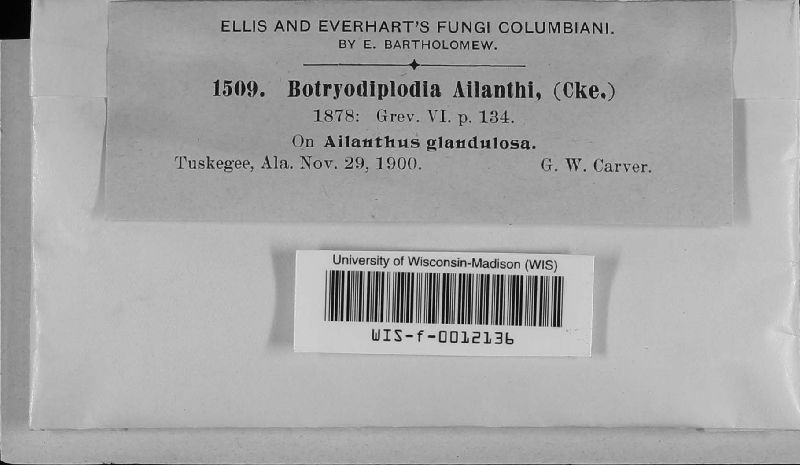 ELLIS AND EVERHART'S FUNGI COLUMBIANI.
BY E. BARTHOLOMEW.
1509. Botryodiplodia Ailanthi, (Cke.)
1878: Grev. VI. p. 134.
On Ailanthus glandulosa.
Tuskegee, Ala. Nov. 29, 1900. G. W. Carver.
University of Wisconsin-Madison (WIS)
WIS-f-0012136